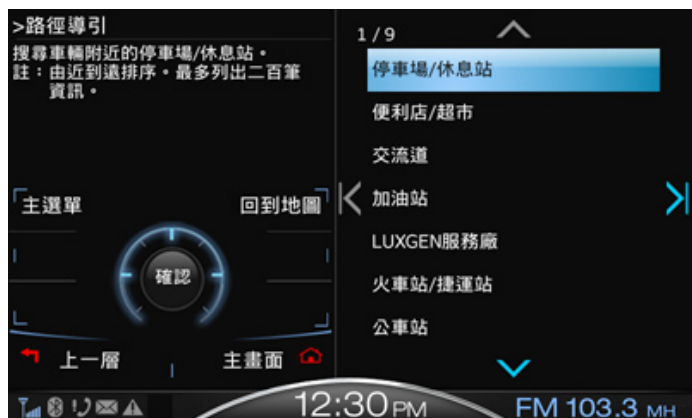 >路徑導引
搜尋車輛附近的停車場/休息站。
註：由近到遠排序。最多列出二百筆
資訊。
主選單
回到地圖
確認
上一層
主畫面
1/9
停車場/休息站
便利店/超市
交流道
加油站
LUXGEN服務廠
火車站/捷運站
公車站
12:30 PM
FM 103.3 MH